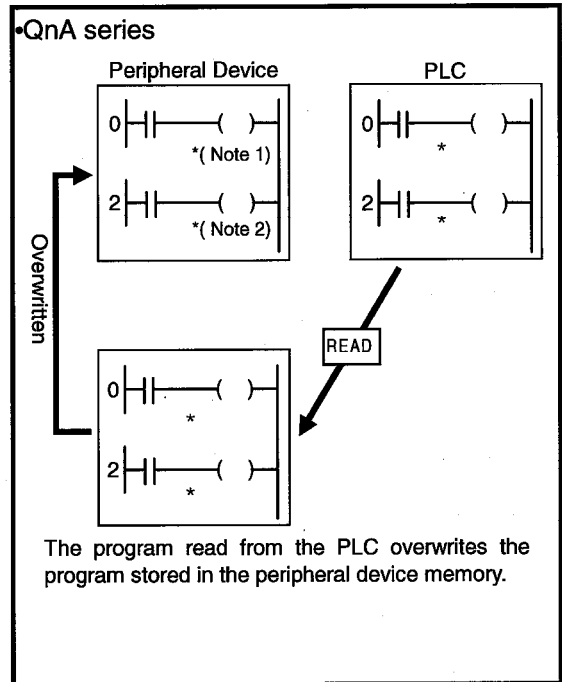 •QnA series
Peripheral Device
PLC
0
*( Note 1)
2
*( Note 2)
0
*
2
*
Overwritten
READ
0
*
2
*
The program read from the PLC overwrites the
program stored in the peripheral device memory.